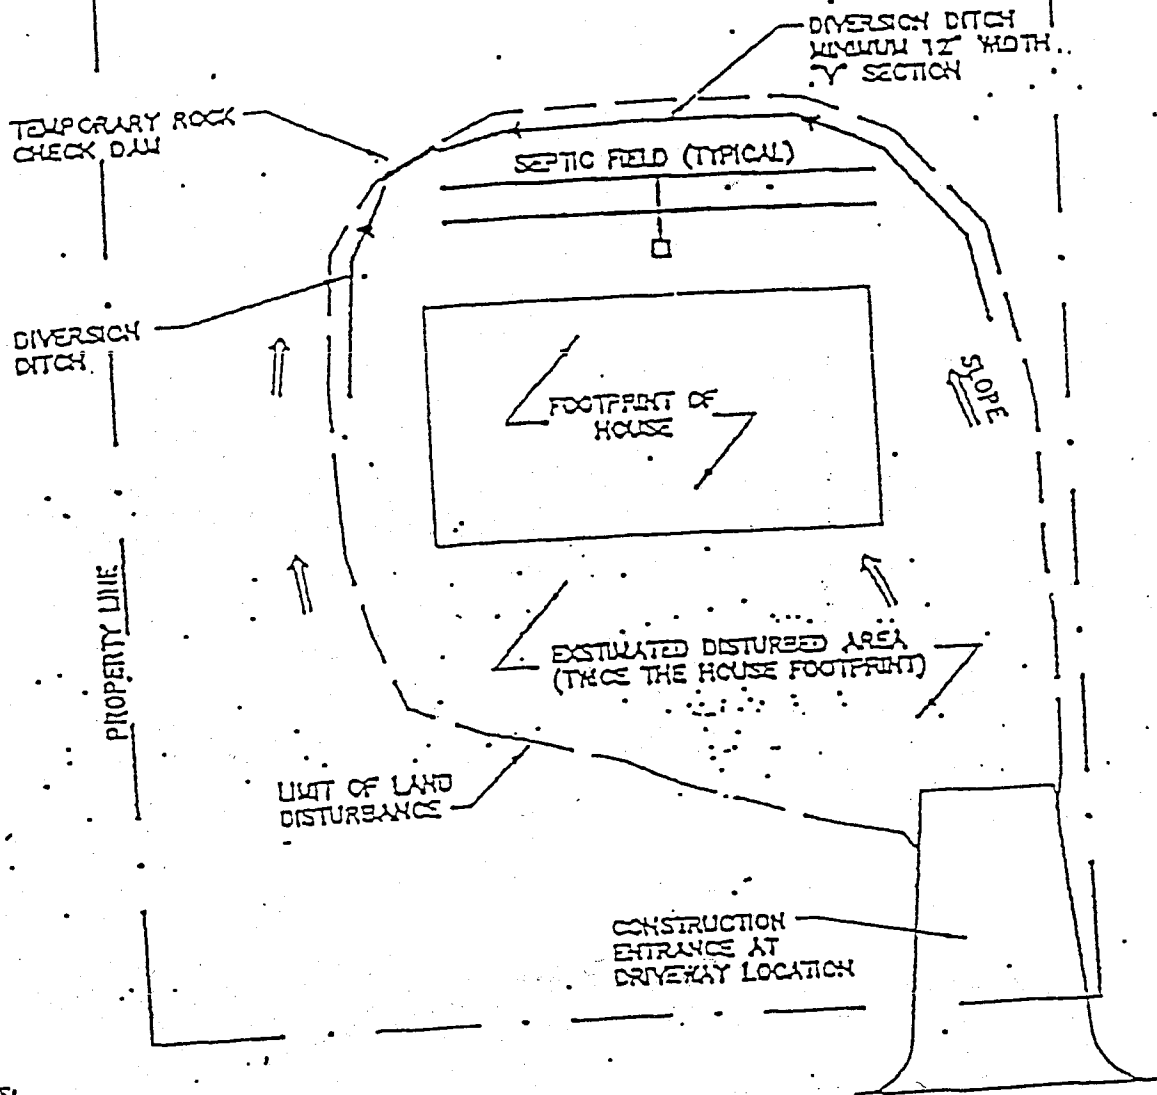 DIVERSION DITCH
MINIMUM 12" WIDTH
"V" SECTION
TEMPORARY ROCK
CHECK DAM
SEPTIC FIELD (TYPICAL)
DIVERSION
DITCH
SLOPE
FOOTPRINT OF
HOUSE
PROPERTY LINE
EXSTIMATED DISTURBED AREA
(TWICE THE HOUSE FOOTPRINT)
LIMIT OF LAND
DISTURBANCE
CONSTRUCTION
ENTRANCE AT
DRIVEWAY LOCATION